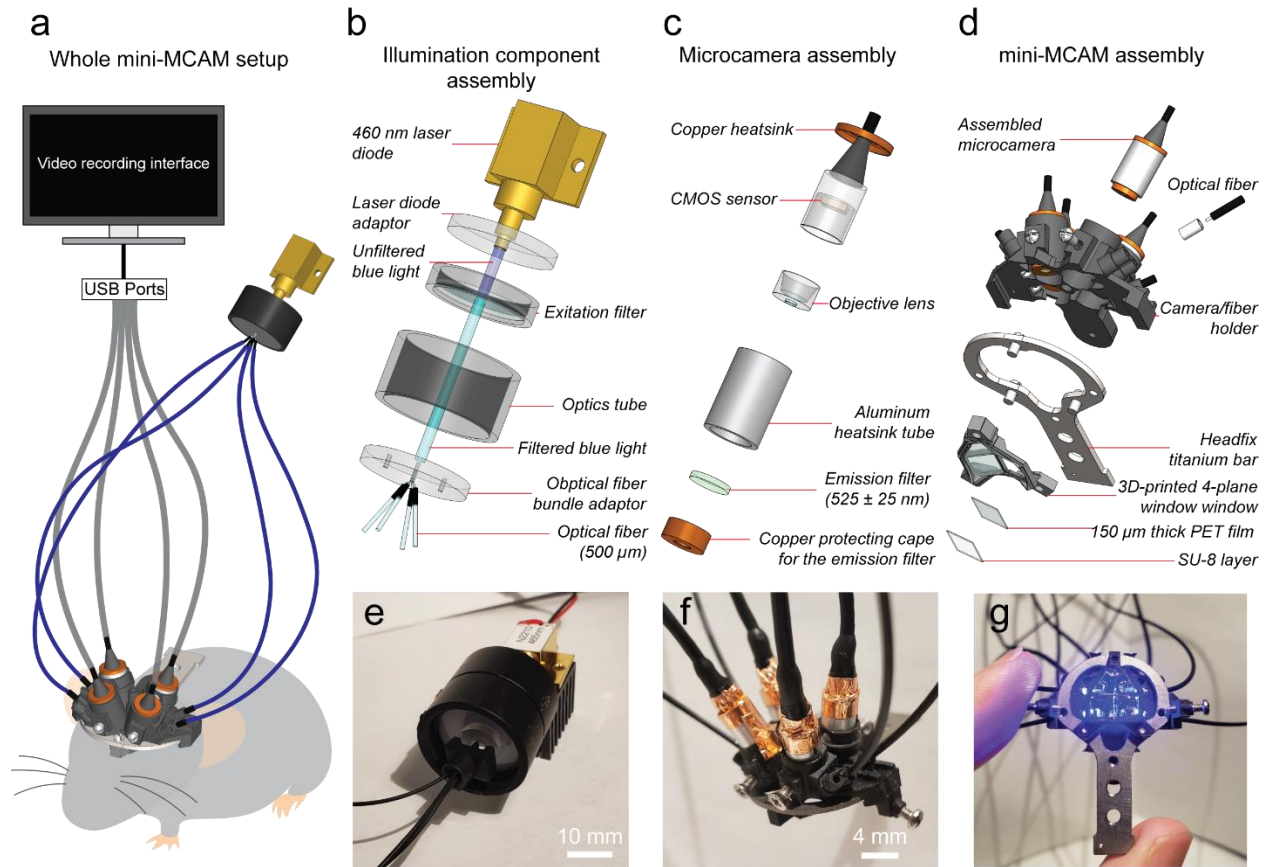 a
Whole mini-MCAM setup
Video recording interface
USB Ports
b
Illumination component
assembly
460 nm laser
diode
Laser diode
adaptor
Unfiltered
blue light
Exitation filter
Optics tube
Filtered blue light
Obptical fiber
bundle adaptor
Optical fiber
(500 µm)
c
Microcamera assembly
Copper heatsink
CMOS sensor
Objective lens
Aluminum
heatsink tube
Emission filter
(525 ± 25 nm)
Copper protecting cape
for the emission filter
d
mini-MCAM assembly
Assembled
microcamera
Optical fiber
Camera/fiber
holder
Headfix
titanium bar
3D-printed 4-plane
window window
150 µm thick PET film
SU-8 layer
e
10 mm
f
4 mm
g